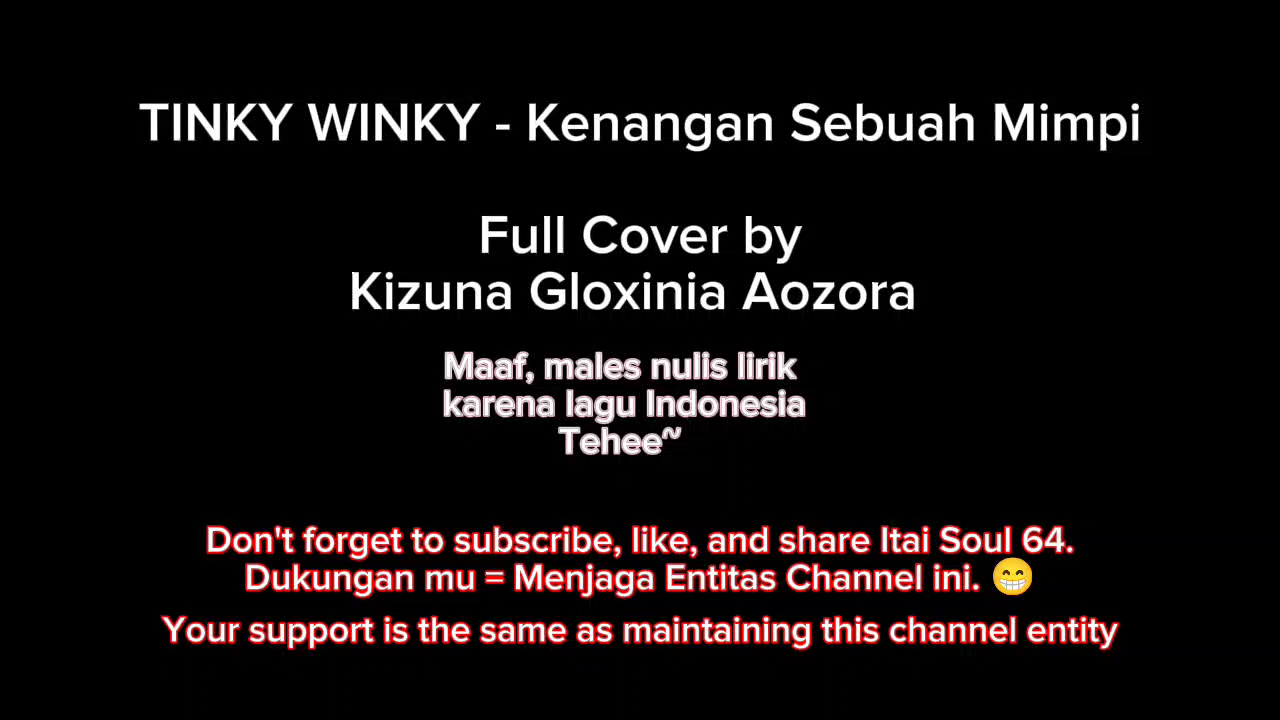 TINKY WINKY - Kenangan Sebuah Mimpi
Full Cover by
Kizuna Gloxinia Aozora
Maaf, males nulis lirik
karena lagu Indonesia
Tehee~
Don't forget to subscribe, like, and share Itai Soul 64.
Dukungan mu = Menjaga Entitas Channel ini. 😁
Your support is the same as maintaining this channel entity